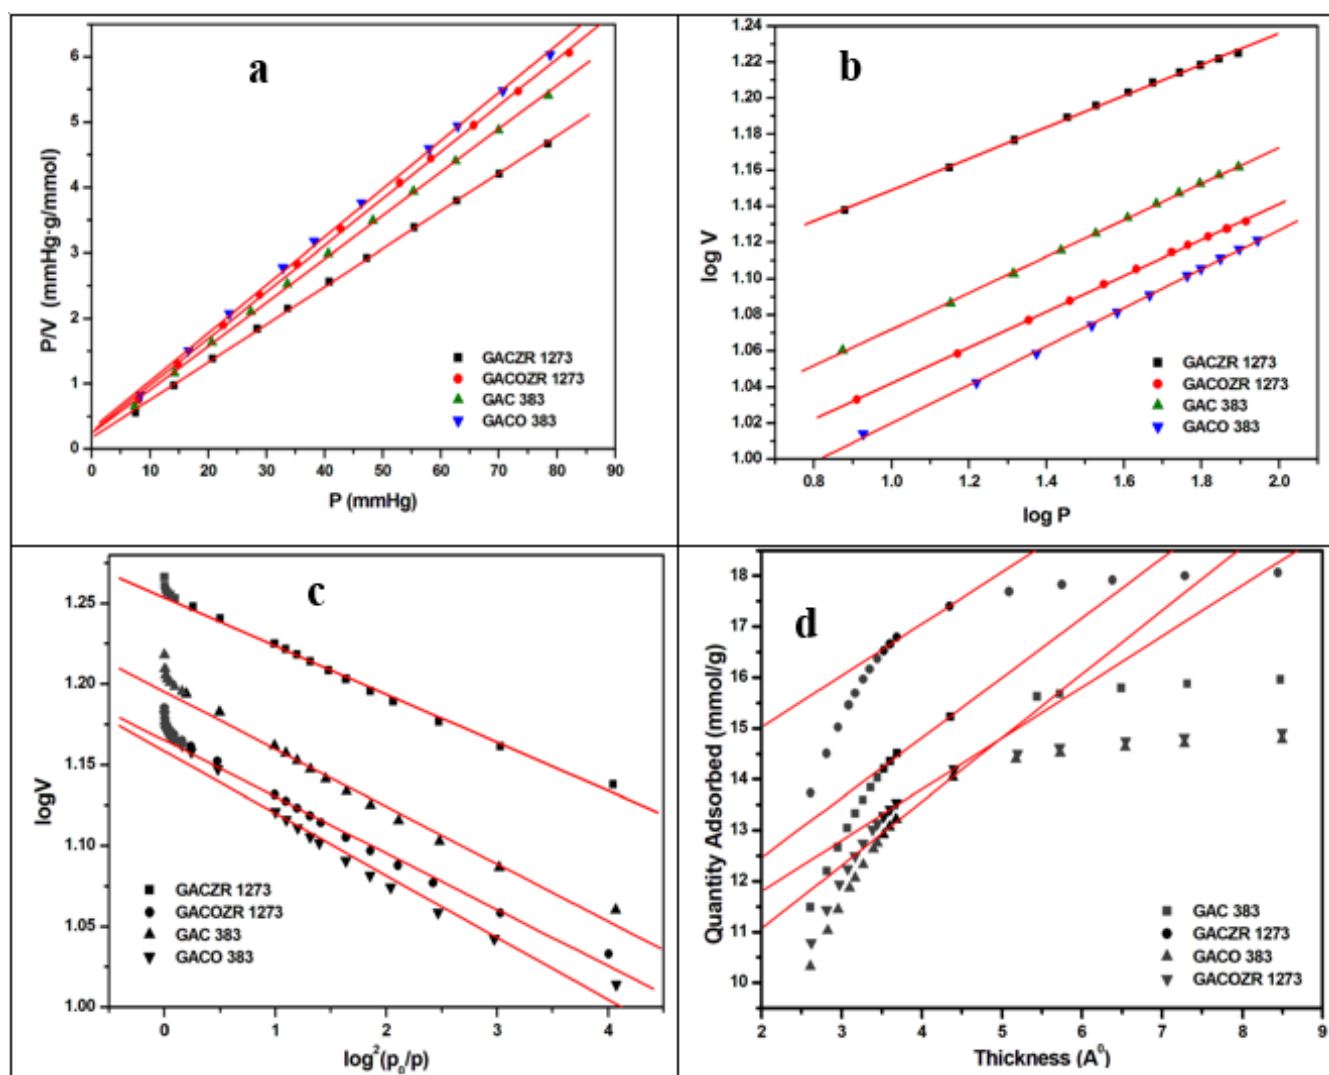 a
P/V (mmHg·g/mmol)
6
5
4
3
2
1
0
0 10 20 30 40 50 60 70 80 90
P (mmHg)
GACZR 1273
GACOZR 1273
GAC 383
GACO 383
b
log V
1.24
1.22
1.20
1.18
1.16
1.14
1.12
1.10
1.08
1.06
1.04
1.02
1.00
0.8 1.0 1.2 1.4 1.6 1.8 2.0
log P
GACZR 1273
GACOZR 1273
GAC 383
GACO 383
c
logV
1.25
1.20
1.15
1.10
1.05
1.00
0 1 2 3 4
log²(p₀/p)
GACZR 1273
GACOZR 1273
GAC 383
GACO 383
d
Quantity Adsorbed (mmol/g)
18
17
16
15
14
13
12
11
10
2 3 4 5 6 7 8 9
Thickness (A⁰)
GAC 383
GACZR 1273
GACO 383
GACOZR 1273